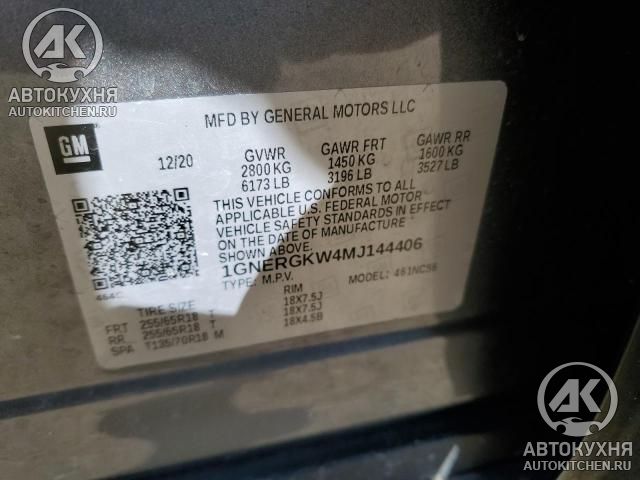 AK
АВТОКУХНЯ
AUTOKITCHEN.RU
GM
MFD BY GENERAL MOTORS LLC
12/20
GVWR GAWR FRT GAWR RR
2800 KG 1450 KG 1600 KG
6173 LB 3196 LB 3527 LB
THIS VEHICLE CONFORMS TO ALL
APPLICABLE U.S. FEDERAL MOTOR
VEHICLE SAFETY STANDARDS IN EFFECT
ON THE DATE OF MANUFACTURE
SHOWN ABOVE.
1GNERGKW4MJ144406
TYPE: M.P.V. MODEL:
TIRE SIZE RIM
FRT 255/65R18 T 18X7.5J
RR 255/65R18 T 18X7.5J
SPA T135/70R18 M 18X4.5B
AK
АВТОКУХНЯ
AUTOKITCHEN.RU